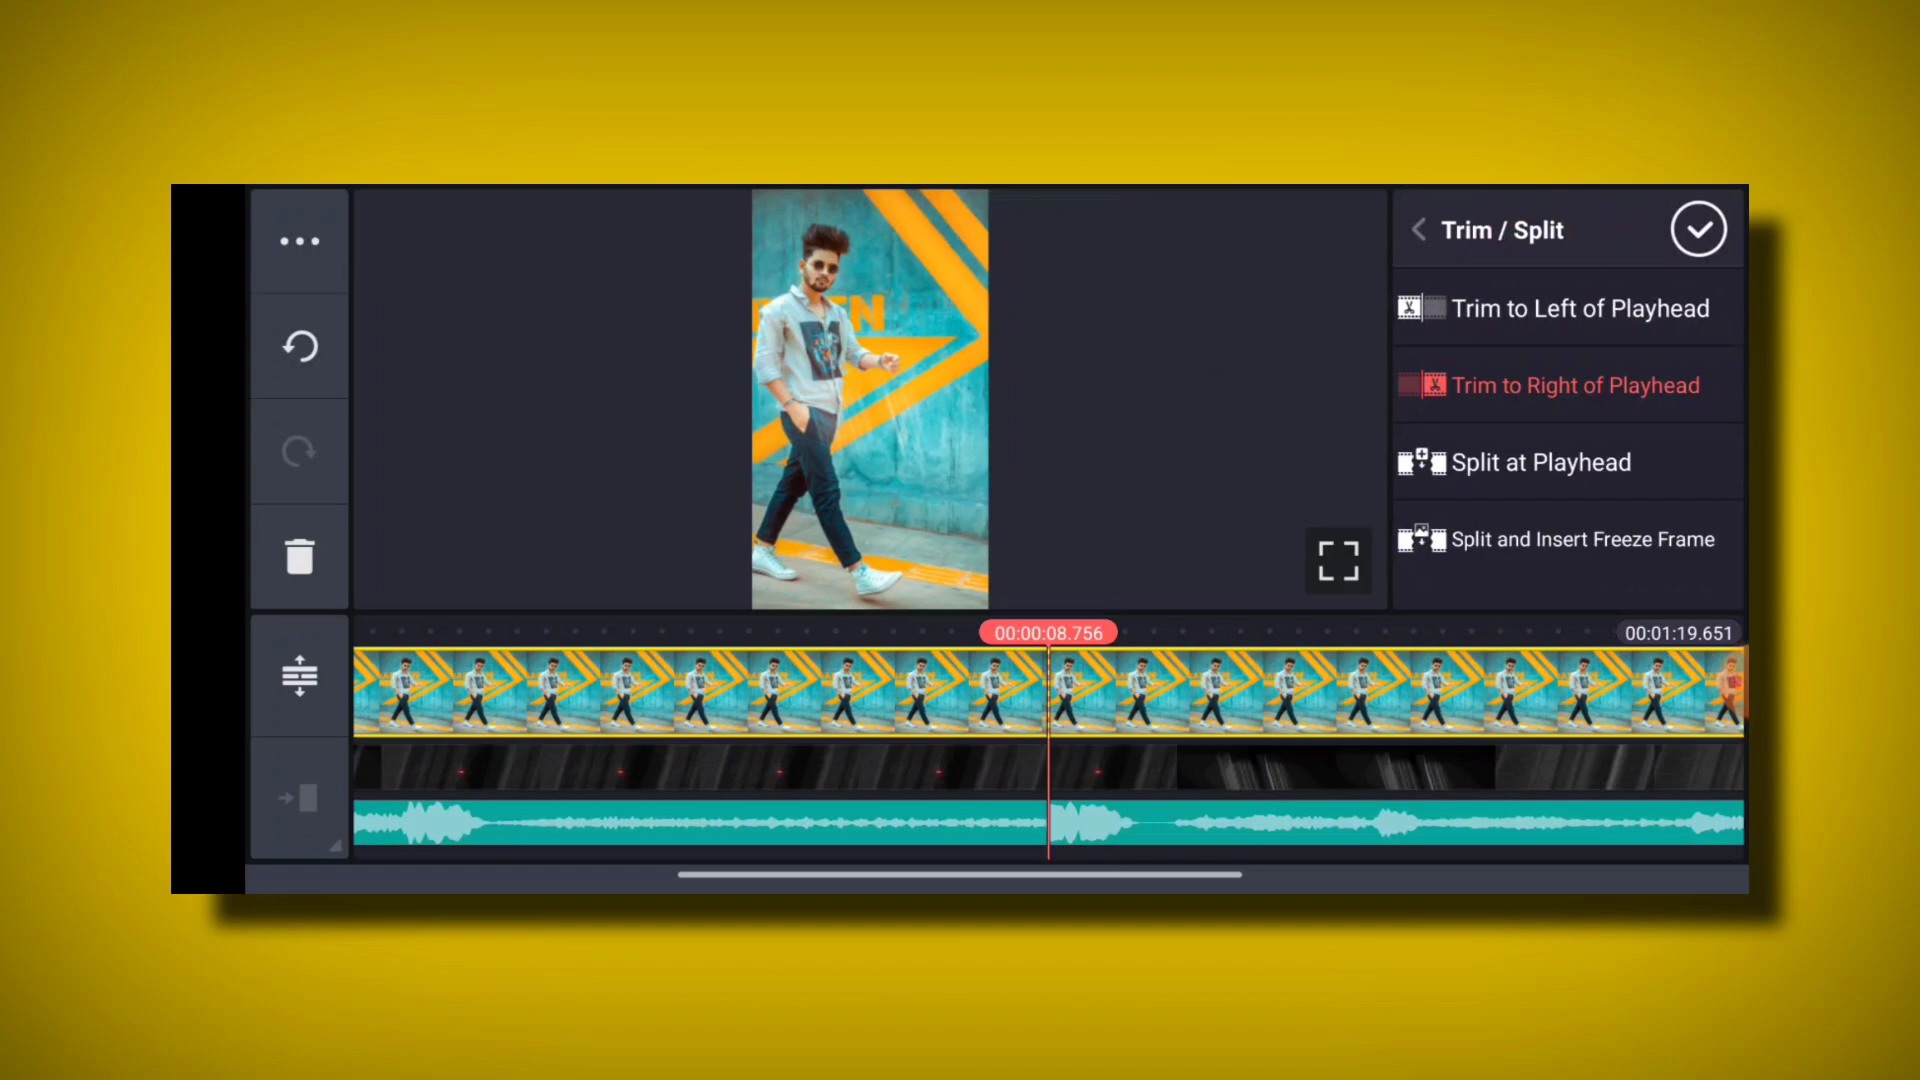 Trim / Split
Trim to Left of Playhead
Trim to Right of Playhead
Split at Playhead
Split and Insert Freeze Frame
00:00:08.756
00:01:19.651